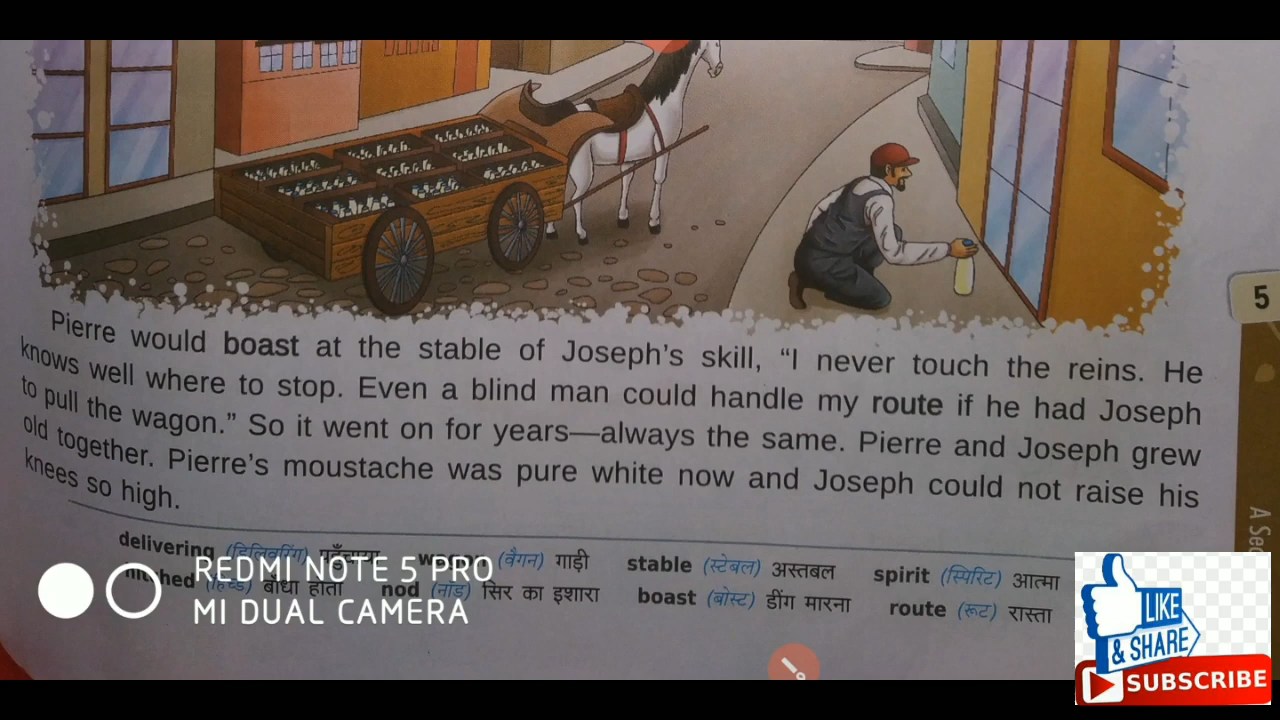 5
Pierre would boast at the stable of Joseph's skill, “I never touch the reins. He
knows well where to stop. Even a blind man could handle my route if he had Joseph
to pull the wagon.” So it went on for years—always the same. Pierre and Joseph grew
old together. Pierre's moustache was pure white now and Joseph could not raise his
knees so high.
delivering (डिलिवरिंग) wagon (वैगन) गाड़ी stable (स्टेबल) अस्तबल spirit (स्पिरिट) आत्मा
nod (नॉड) सिर का इशारा boast (बोस्ट) डींग मारना route (रूट) रास्ता
A Sec
REDMI NOTE 5 PRO
MI DUAL CAMERA
LIKE
& SHARE
SUBSCRIBE